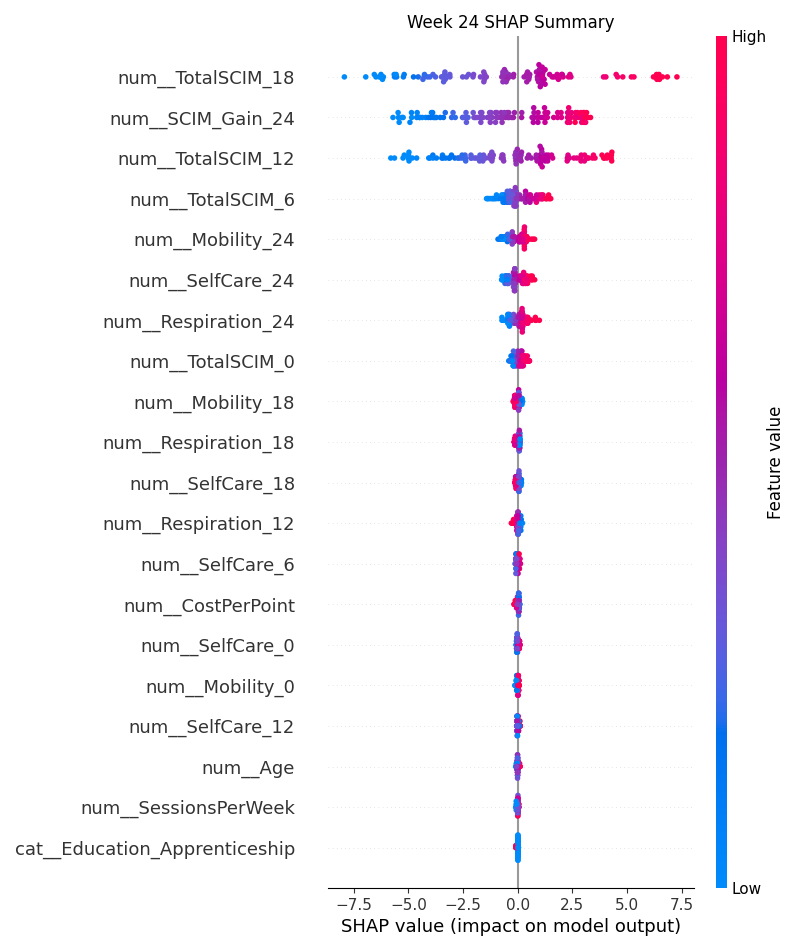 Week 24 SHAP Summary
High
num__TotalSCIM_18
num__SCIM_Gain_24
num__TotalSCIM_12
num__TotalSCIM_6
num__Mobility_24
num__SelfCare_24
num__Respiration_24
num__TotalSCIM_0
num__Mobility_18
num__Respiration_18
num__SelfCare_18
num__Respiration_12
num__SelfCare_6
num__CostPerPoint
num__SelfCare_0
num__Mobility_0
num__SelfCare_12
num__Age
num__SessionsPerWeek
cat__Education_Apprenticeship
Feature value
Low
−7.5 −5.0 −2.5 0.0 2.5 5.0 7.5
SHAP value (impact on model output)